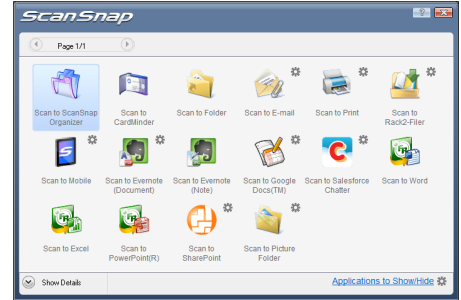 ScanSnap
Page 1/1
Scan to ScanSnap
Organizer
Scan to
CardMinder
Scan to Folder
Scan to E-mail
Scan to Print
Scan to
Rack2-Filer
Scan to Mobile
Scan to Evernote
(Document)
Scan to Evernote
(Note)
Scan to Google
Docs(TM)
Scan to Salesforce
Chatter
Scan to Word
Scan to Excel
Scan to
PowerPoint(R)
Scan to
SharePoint
Scan to Picture
Folder
Show Details
Applications to Show/Hide